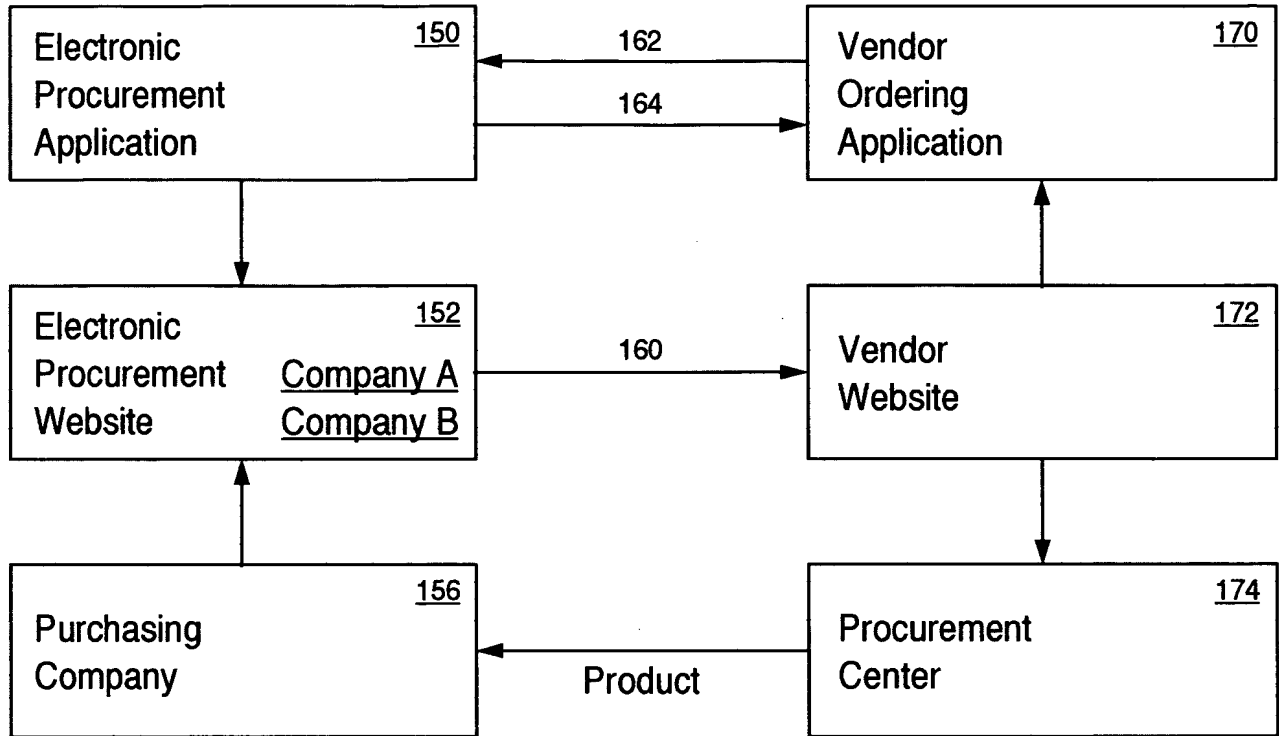 150
Electronic
Procurement
Application
162
164
170
Vendor
Ordering
Application
152
Electronic
Procurement Company A
Website Company B
160
172
Vendor
Website
156
Purchasing
Company
Product
174
Procurement
Center